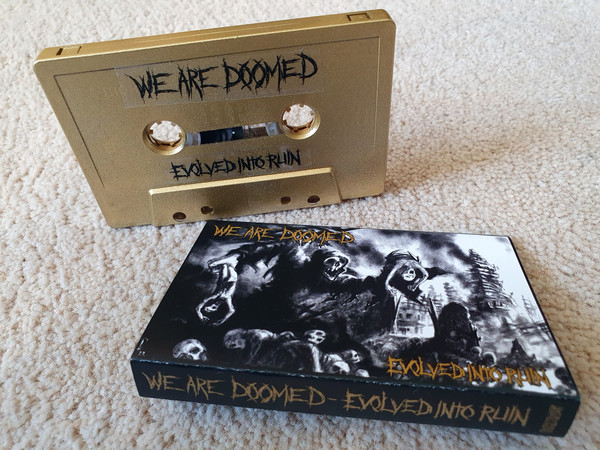 WE ARE DOOMED
EVOLVED INTO RUIN
WE ARE DOOMED
EVOLVED INTO RUIN
WE ARE DOOMED - EVOLVED INTO RUIN